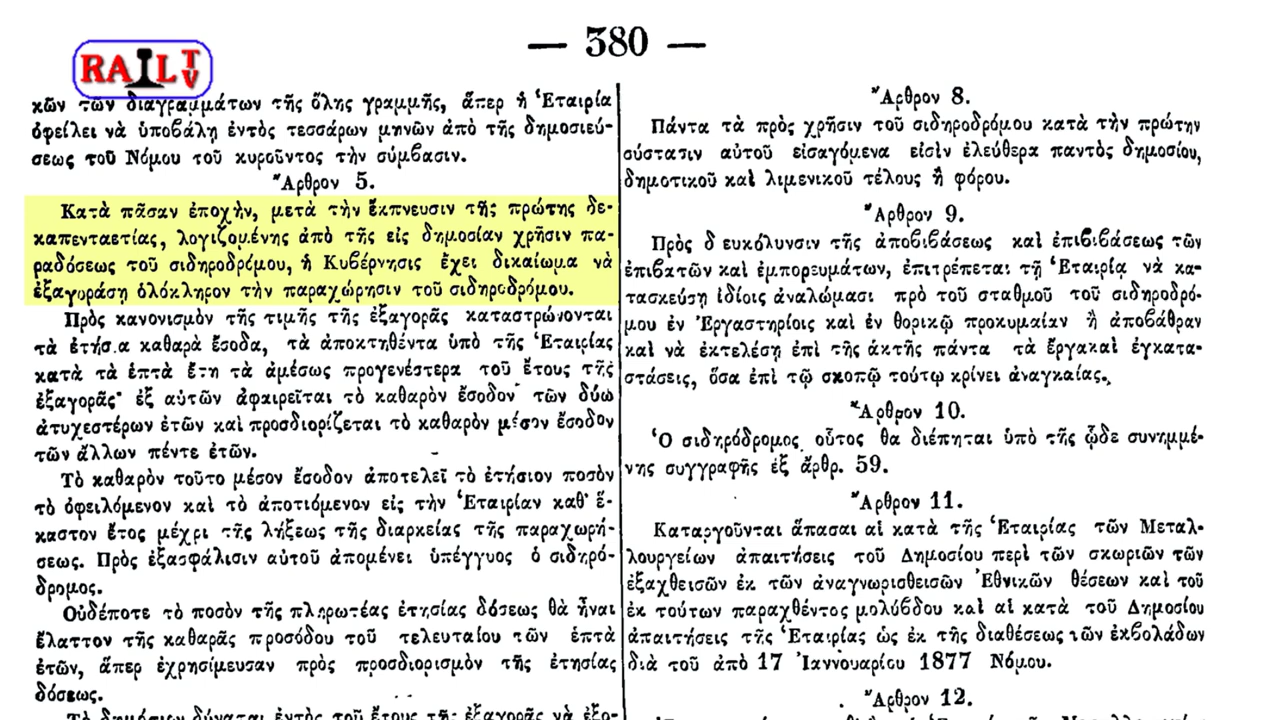 — 380 —
RAIL TV
κῶν τῶν διαγραμμάτων τῆς ὅλης γραμμῆς, ἅπερ ἡ Ἑταιρία
ὀφείλει νὰ ὑποβάλῃ ἐντὸς τεσσάρων μηνῶν ἀπὸ τῆς δημοσιεύ-
σεως τοῦ Νόμου τοῦ κυροῦντος τὴν σύμβασιν.
Ἄρθρον 5.
Κατὰ πᾶσαν ἐποχὴν, μετὰ τὴν ἔκπνευσιν τῆς πρώτης δε-
καπενταετίας, λογιζομένης ἀπὸ τῆς εἰς δημοσίαν χρῆσιν πα-
ραδόσεως τοῦ σιδηροδρόμου, ἡ Κυβέρνησις ἔχει δικαίωμα νὰ
ἐξαγοράσῃ ὁλόκληρον τὴν παραχώρησιν τοῦ σιδηροδρόμου.
Πρὸς κανονισμὸν τῆς τιμῆς τῆς ἐξαγορᾶς καταστρώνονται
τὰ ἐτήσια καθαρὰ ἔσοδα, τὰ ἀποκτηθέντα ὑπὸ τῆς Ἑταιρίας
κατὰ τὰ ἑπτὰ ἔτη τὰ ἀμέσως προγενέστερα τοῦ ἔτους τῆς
ἐξαγορᾶς· ἐξ αὐτῶν ἀφαιρεῖται τὸ καθαρὸν ἔσοδον τῶν δύω
ἀτυχεστέρων ἐτῶν καὶ προσδιορίζεται τὸ καθαρὸν μέσον ἔσοδον
τῶν ἄλλων πέντε ἐτῶν.
Τὸ καθαρὸν τοῦτο μέσον ἔσοδον ἀποτελεῖ τὸ ἐτήσιον ποσὸν
τὸ ὀφειλόμενον καὶ τὸ ἀποτιόμενον εἰς τὴν Ἑταιρίαν καθ' ἕ-
καστον ἔτος μέχρι τῆς λήξεως τῆς διαρκείας τῆς παραχωρή-
σεως. Πρὸς ἐξασφάλισιν αὐτοῦ ἀπομένει ὑπέγγυος ὁ σιδηρό-
δρομος.
Οὐδέποτε τὸ ποσὸν τῆς πληρωτέας ἐτησίας δόσεως θὰ ἦναι
ἔλαττον τῆς καθαρᾶς προσόδου τοῦ τελευταίου τῶν ἑπτὰ
ἐτῶν, ἅπερ ἐχρησίμευσαν πρὸς προσδιορισμὸν τῆς ἐτησίας
δόσεως.
Τὸ δημόσιον δύναται ἐντὸς τοῦ ἔτους τῆς ἐξαγορᾶς νὰ ἐξο-
Ἄρθρον 8.
Πάντα τὰ πρὸς χρῆσιν τοῦ σιδηροδρόμου κατὰ τὴν πρώτην
σύστασιν αὐτοῦ εἰσαγόμενα εἰσὶν ἐλεύθερα παντὸς δημοσίου,
δημοτικοῦ καὶ λιμενικοῦ τέλους ἢ φόρου.
Ἄρθρον 9.
Πρὸς δ ευκόλυνσιν τῆς ἀποβιβάσεως καὶ ἐπιβιβάσεως τῶν
ἐπιβατῶν καὶ ἐμπορευμάτων, ἐπιτρέπεται τῇ Ἑταιρίᾳ νὰ κα-
τασκεύσῃ ἰδίοις ἀναλώμασι πρὸ τοῦ σταθμοῦ τοῦ σιδηροδρό-
μου ἐν Ἐργαστηρίοις καὶ ἐν θορικῷ προκυμαίαν ἢ ἀποβάθραν
καὶ νὰ ἐκτελέσῃ ἐπὶ τῆς ἀκτῆς πάντα τὰ ἔργα καὶ ἐγκατα-
στάσεις, ὅσα ἐπὶ τῷ σκοπῷ τούτῳ κρίνει ἀναγκαίας.
Ἄρθρον 10.
Ὁ σιδηρόδρομος οὗτος θα διέπηται ὑπὸ τῆς ᾧδε συνημμέ-
νης συγγραφῆς ἐξ ἄρθρ. 59.
Ἄρθρον 11.
Καταργοῦνται ἅπασαι αἱ κατὰ τῆς Ἑταιρίας τῶν Μεταλ-
λουργείων ἀπαιτήσεις τοῦ Δημοσίου περὶ τῶν σκωριῶν τῶν
ἐξαχθεισῶν ἐκ τῶν ἀναγνωρισθεισῶν Ἐθνικῶν θέσεων καὶ τοῦ
ἐκ τούτων παραχθέντος μολύβδου καὶ αἱ κατὰ τοῦ Δημοσίου
ἀπαιτήσεις τῆς Ἑταιρίας ὡς ἐκ τῆς διαθέσεως τῶν ἐκβολάδων
διὰ τοῦ ἀπὸ 17 Ἰαννουαρίου 1877 Νόμου.
Ἄρθρον 12.